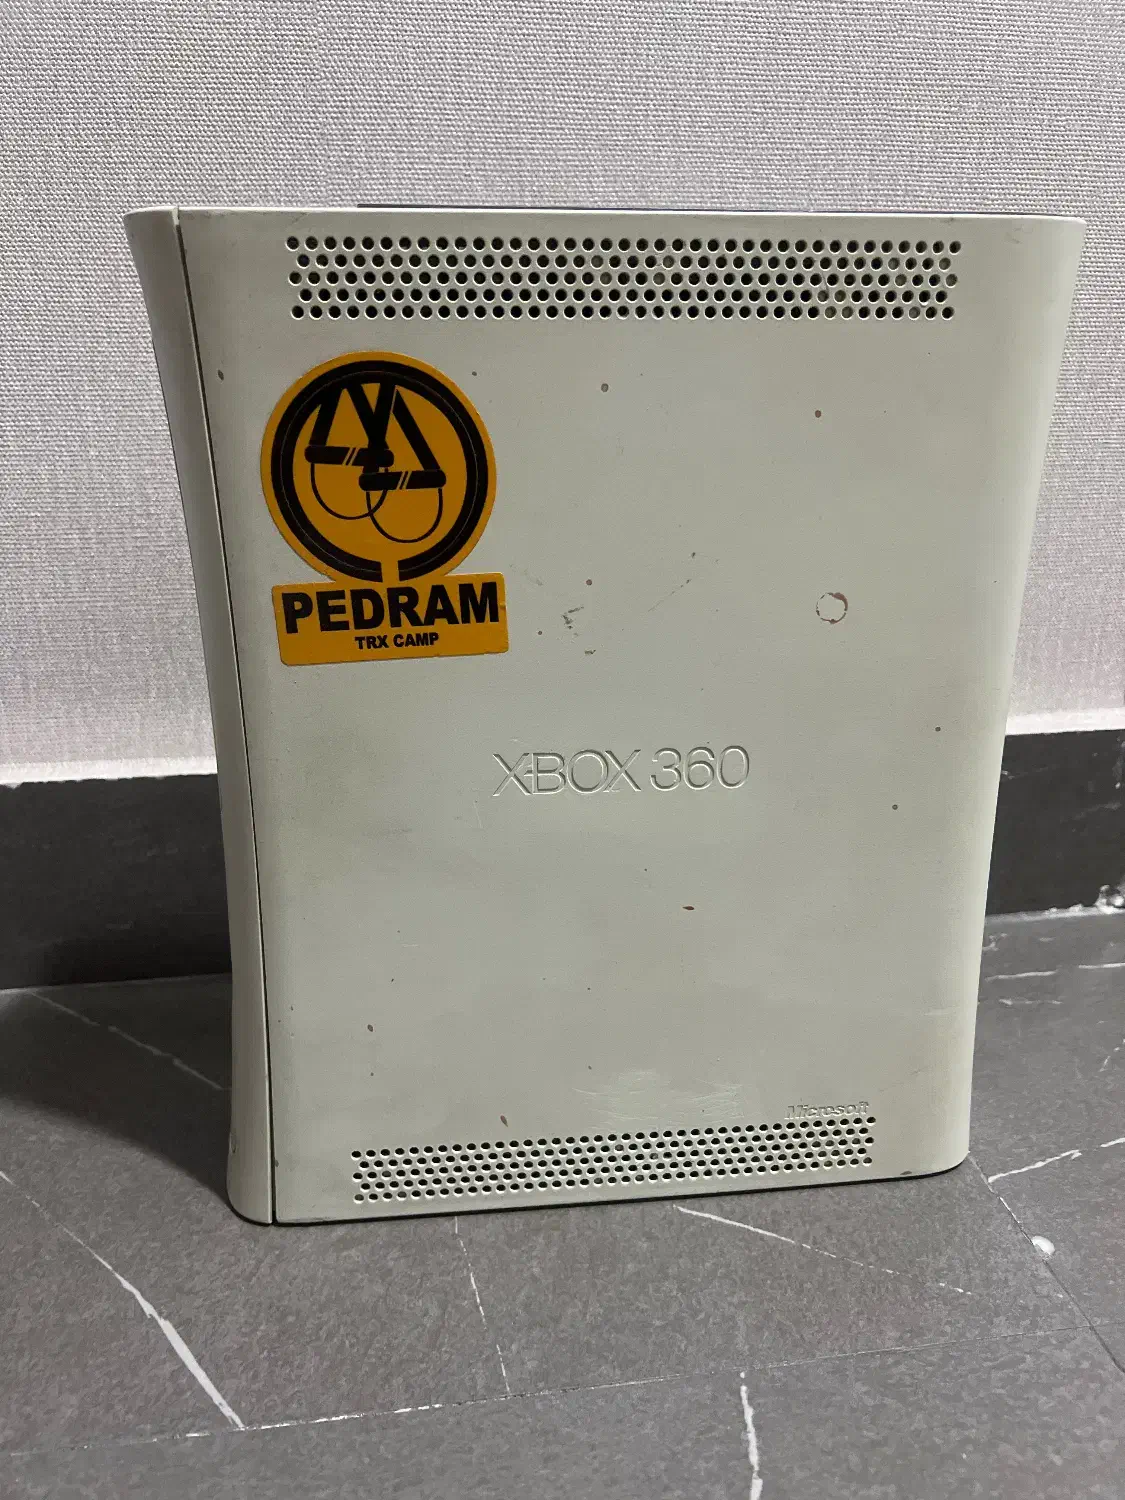 PEDRAM
TRX CAMP
XBOX 360
Microsoft